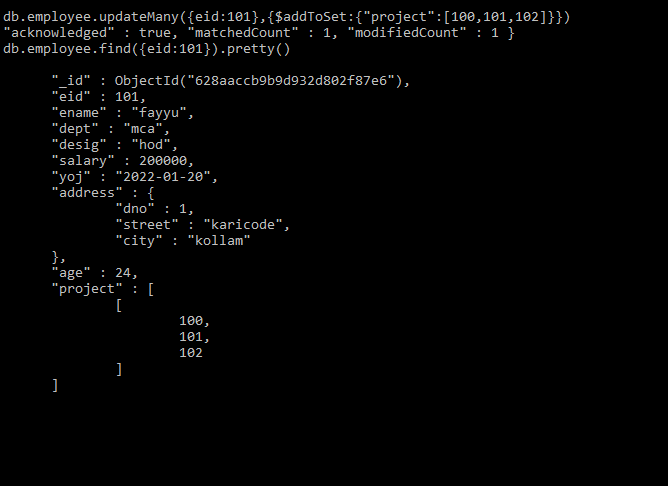 db.employee.updateMany({eid:101},{$addToSet:{"project":[100,101,102]}})
"acknowledged" : true, "matchedCount" : 1, "modifiedCount" : 1 }
db.employee.find({eid:101}).pretty()
"_id" : ObjectId("628aaccb9b9d932d802f87e6"),
"eid" : 101,
"ename" : "fayyu",
"dept" : "mca",
"desig" : "hod",
"salary" : 200000,
"yoj" : "2022-01-20",
"address" : {
"dno" : 1,
"street" : "karicode",
"city" : "kollam"
},
"age" : 24,
"project" : [
[
100,
101,
102
]
]